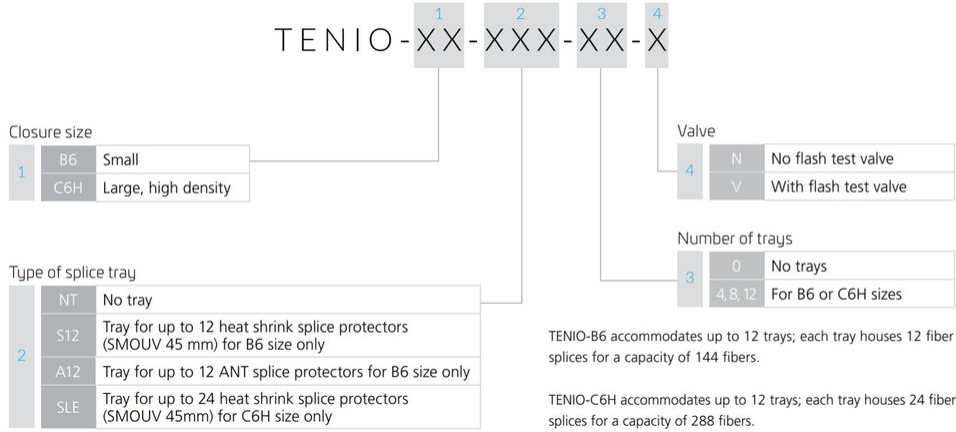 1 2 3 4
TENIO-XX-XXX-XX-X
Closure size
1
B6 Small
C6H Large, high density
Type of splice tray
2
NT No tray
S12 Tray for up to 12 heat shrink splice protectors
(SMOUV 45 mm) for B6 size only
A12 Tray for up to 12 ANT splice protectors for B6 size only
SLE Tray for up to 24 heat shrink splice protectors
(SMOUV 45mm) for C6H size only
Valve
4
N No flash test valve
V With flash test valve
Number of trays
3
0 No trays
4, 8, 12 For B6 or C6H sizes
TENIO-B6 accommodates up to 12 trays; each tray houses 12 fiber
splices for a capacity of 144 fibers.
TENIO-C6H accommodates up to 12 trays; each tray houses 24 fiber
splices for a capacity of 288 fibers.